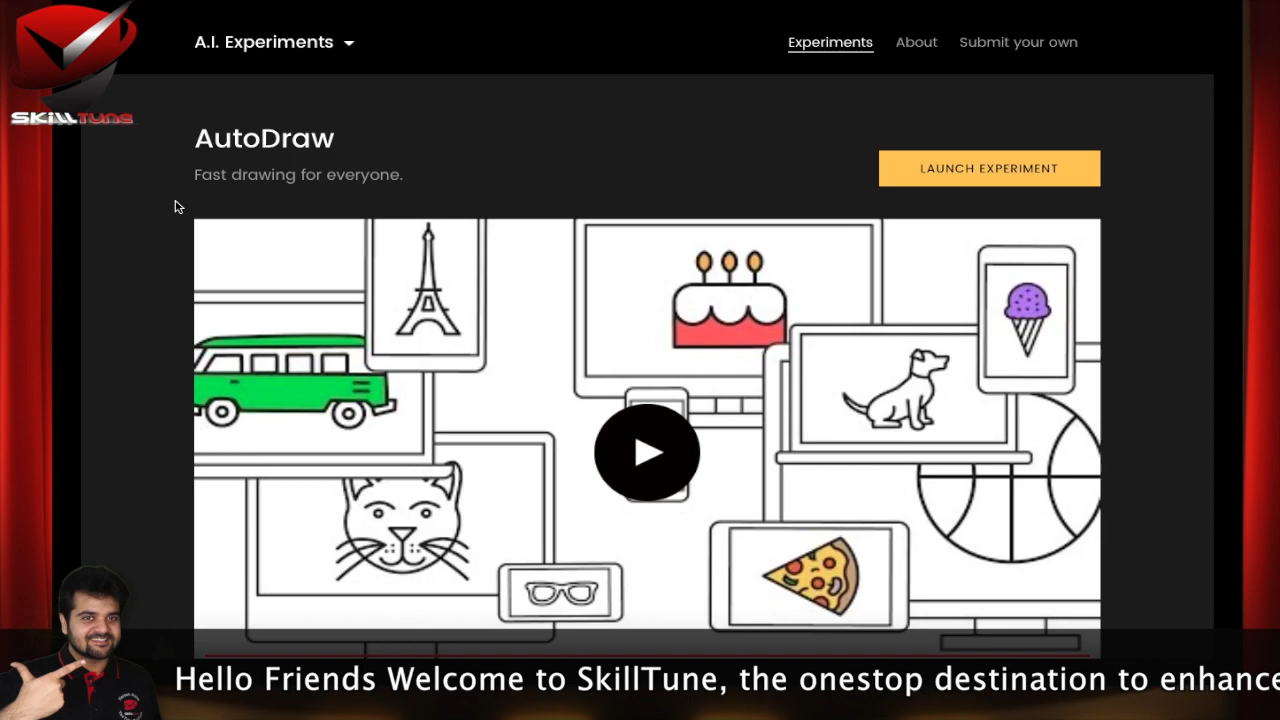 A.I. Experiments
Experiments
About
Submit your own
SKillTune
AutoDraw
Fast drawing for everyone.
LAUNCH EXPERIMENT
Hello Friends Welcome to SkillTune, the onestop destination to enhance